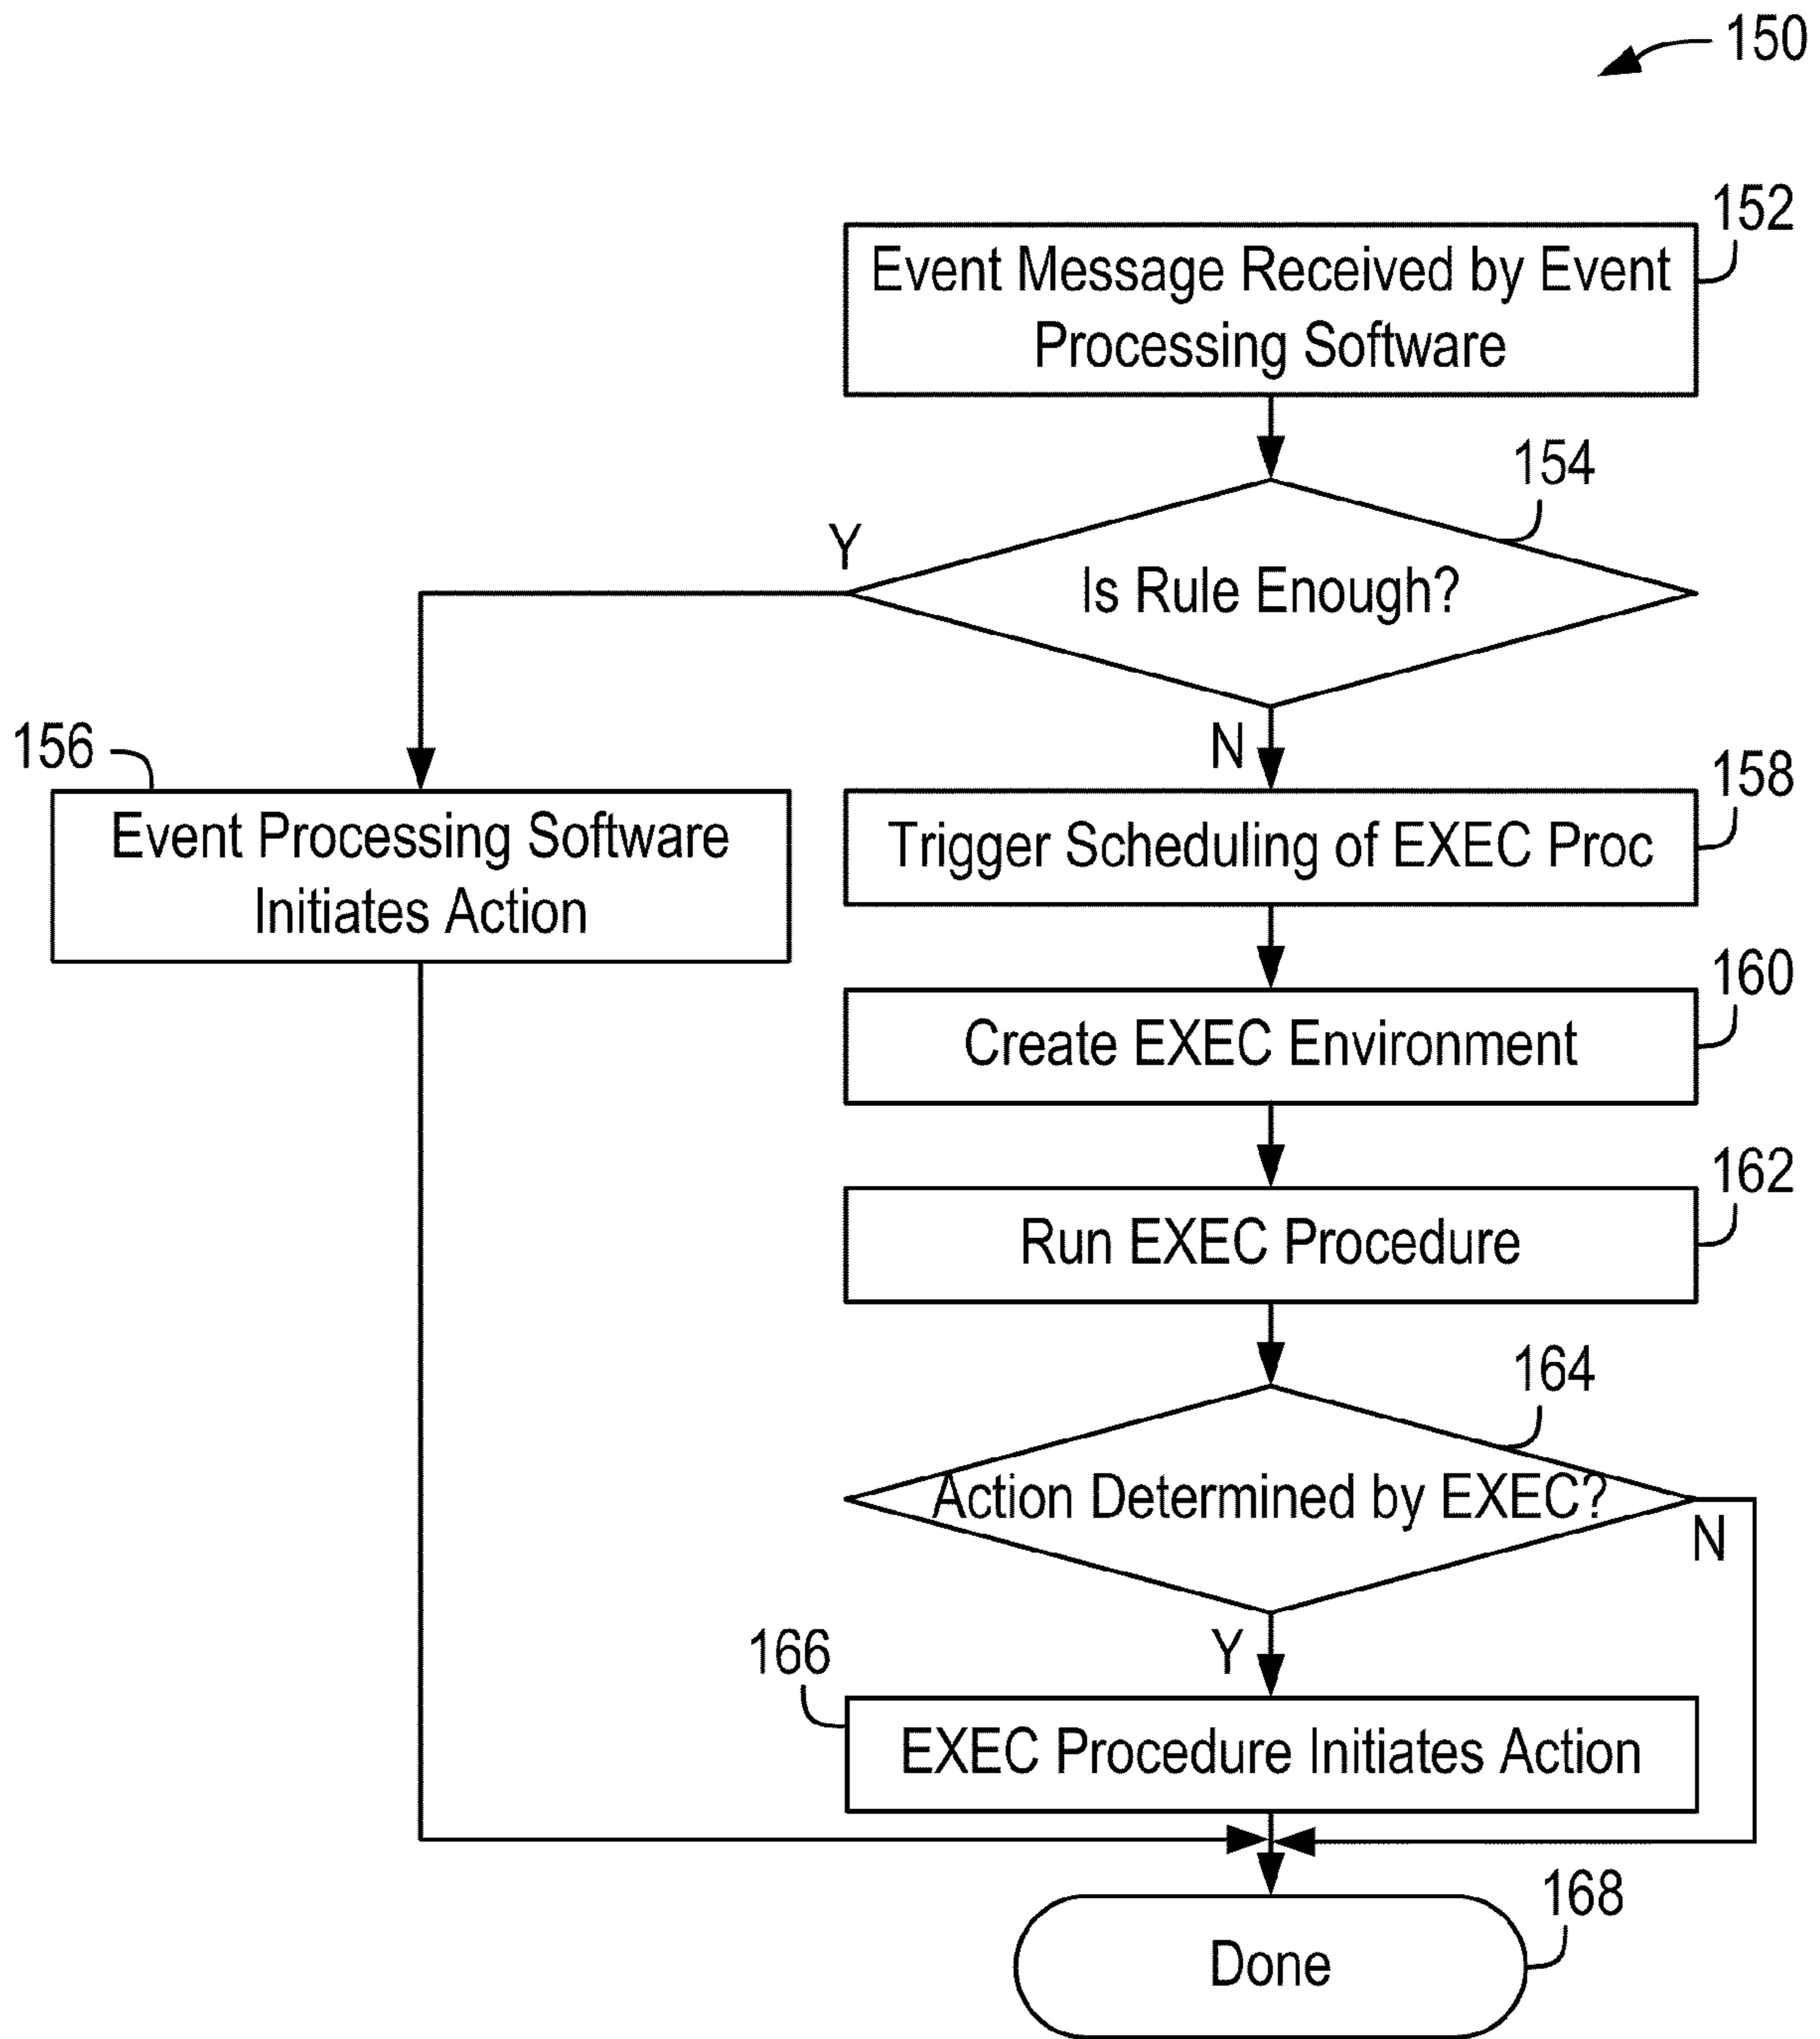 150
152
Event Message Received by Event
Processing Software
154
Y
Is Rule Enough?
156
N
158
Event Processing Software
Initiates Action
Trigger Scheduling of EXEC Proc
160
Create EXEC Environment
162
Run EXEC Procedure
164
Action Determined by EXEC?
N
166
Y
EXEC Procedure Initiates Action
168
Done